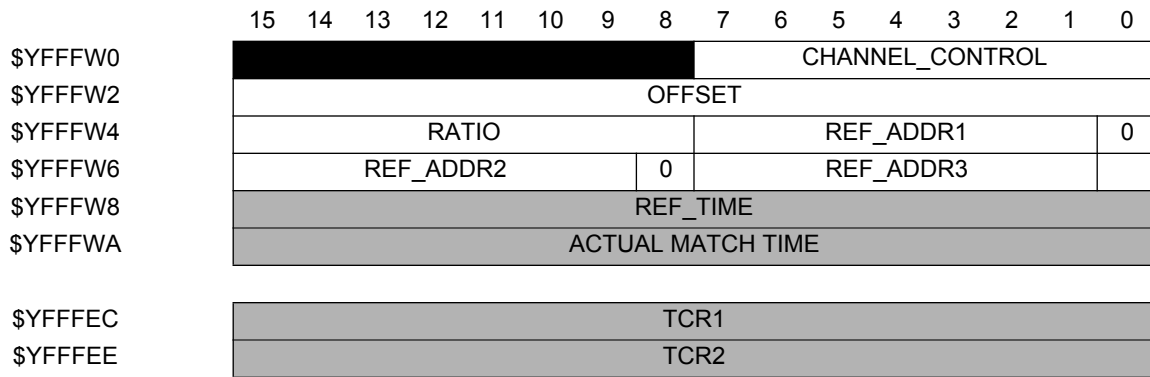 15 14 13 12 11 10 9 8 7 6 5 4 3 2 1 0
$YFFFW0 CHANNEL_CONTROL
$YFFFW2 OFFSET
$YFFFW4 RATIO REF_ADDR1 0
$YFFFW6 REF_ADDR2 0 REF_ADDR3
$YFFFW8 REF_TIME
$YFFFWA ACTUAL MATCH TIME
$YFFFEC TCR1
$YFFFEE TCR2